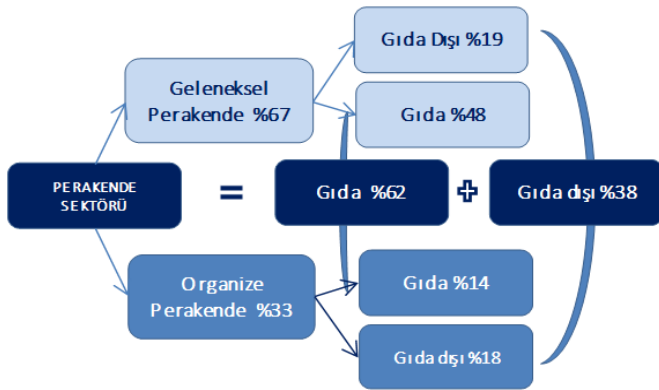 Gıda Dışı %19
Geleneksel
Perakende %67
Gıda %48
PERAKENDE
SEKTÖRÜ
=
Gıda %62
+
Gıda dışı %38
Organize
Perakende %33
Gıda %14
Gıda dışı %18